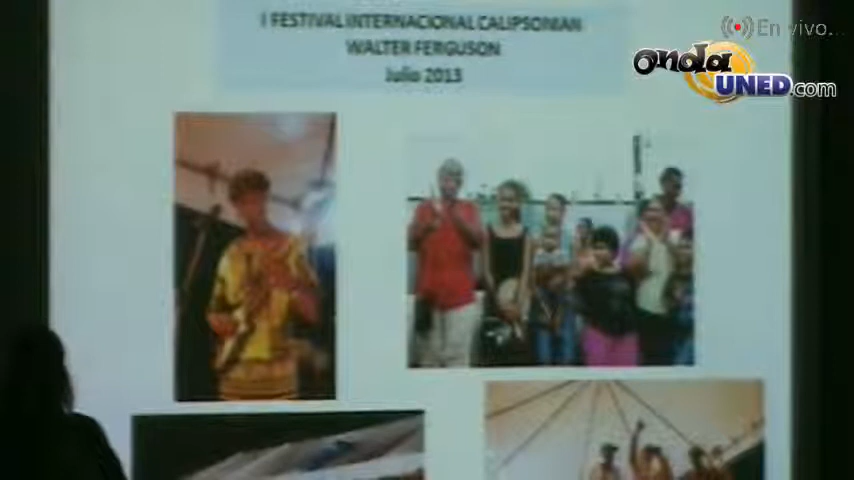 I FESTIVAL INTERNACIONAL CALIPSONIAN
WALTER FERGUSON
Julio 2013
En vivo...
onda
UNED.com